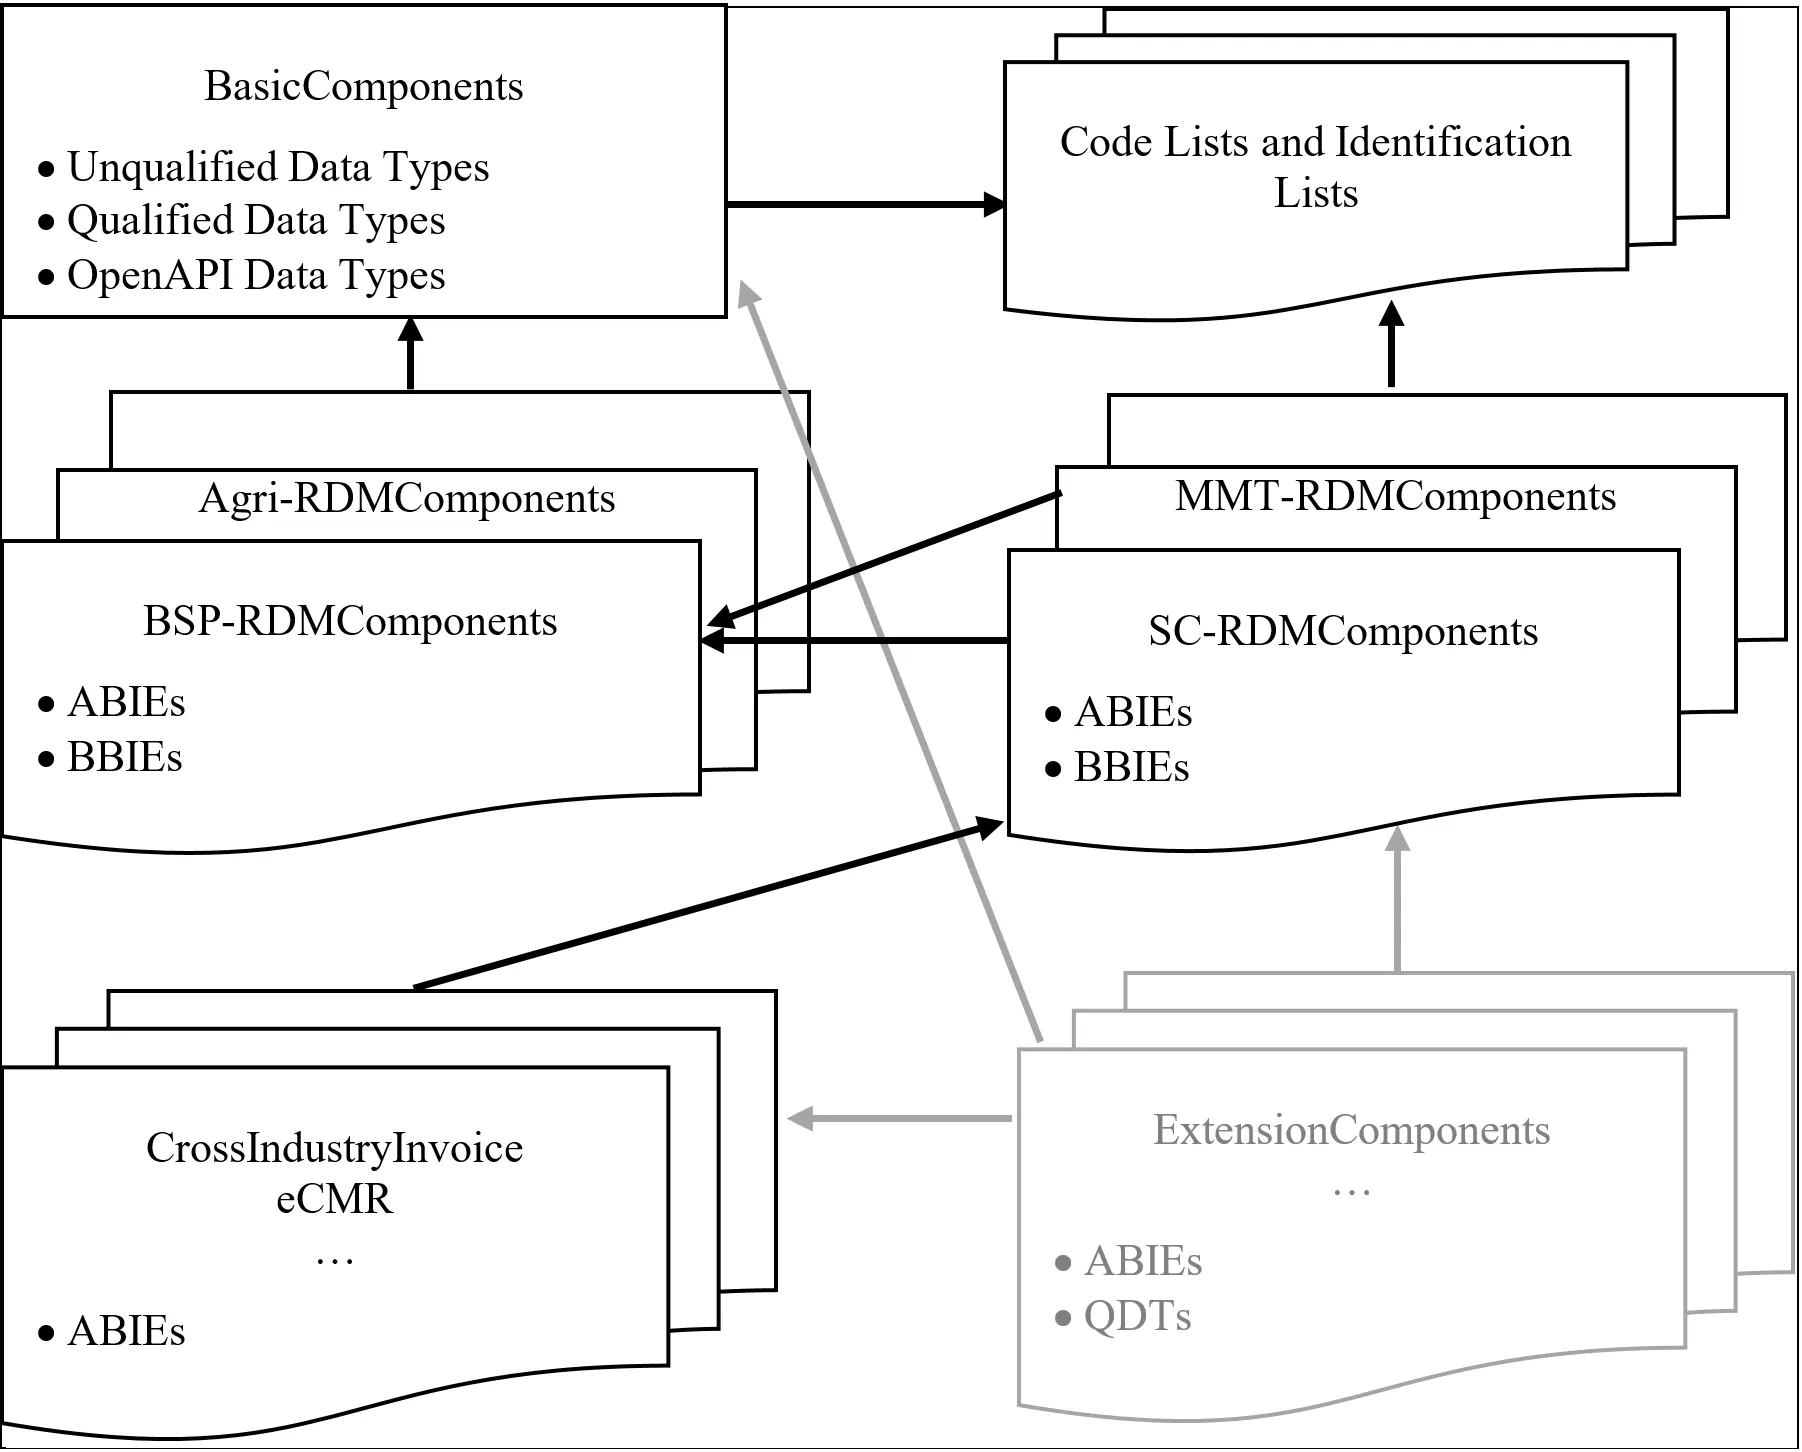 BasicComponents
• Unqualified Data Types
• Qualified Data Types
• OpenAPI Data Types
Code Lists and Identification
Lists
Agri-RDMComponents
BSP-RDMComponents
• ABIEs
• BBIEs
MMT-RDMComponents
SC-RDMComponents
• ABIEs
• BBIEs
CrossIndustryInvoice
eCMR
…
• ABIEs
ExtensionComponents
…
• ABIEs
• QDTs